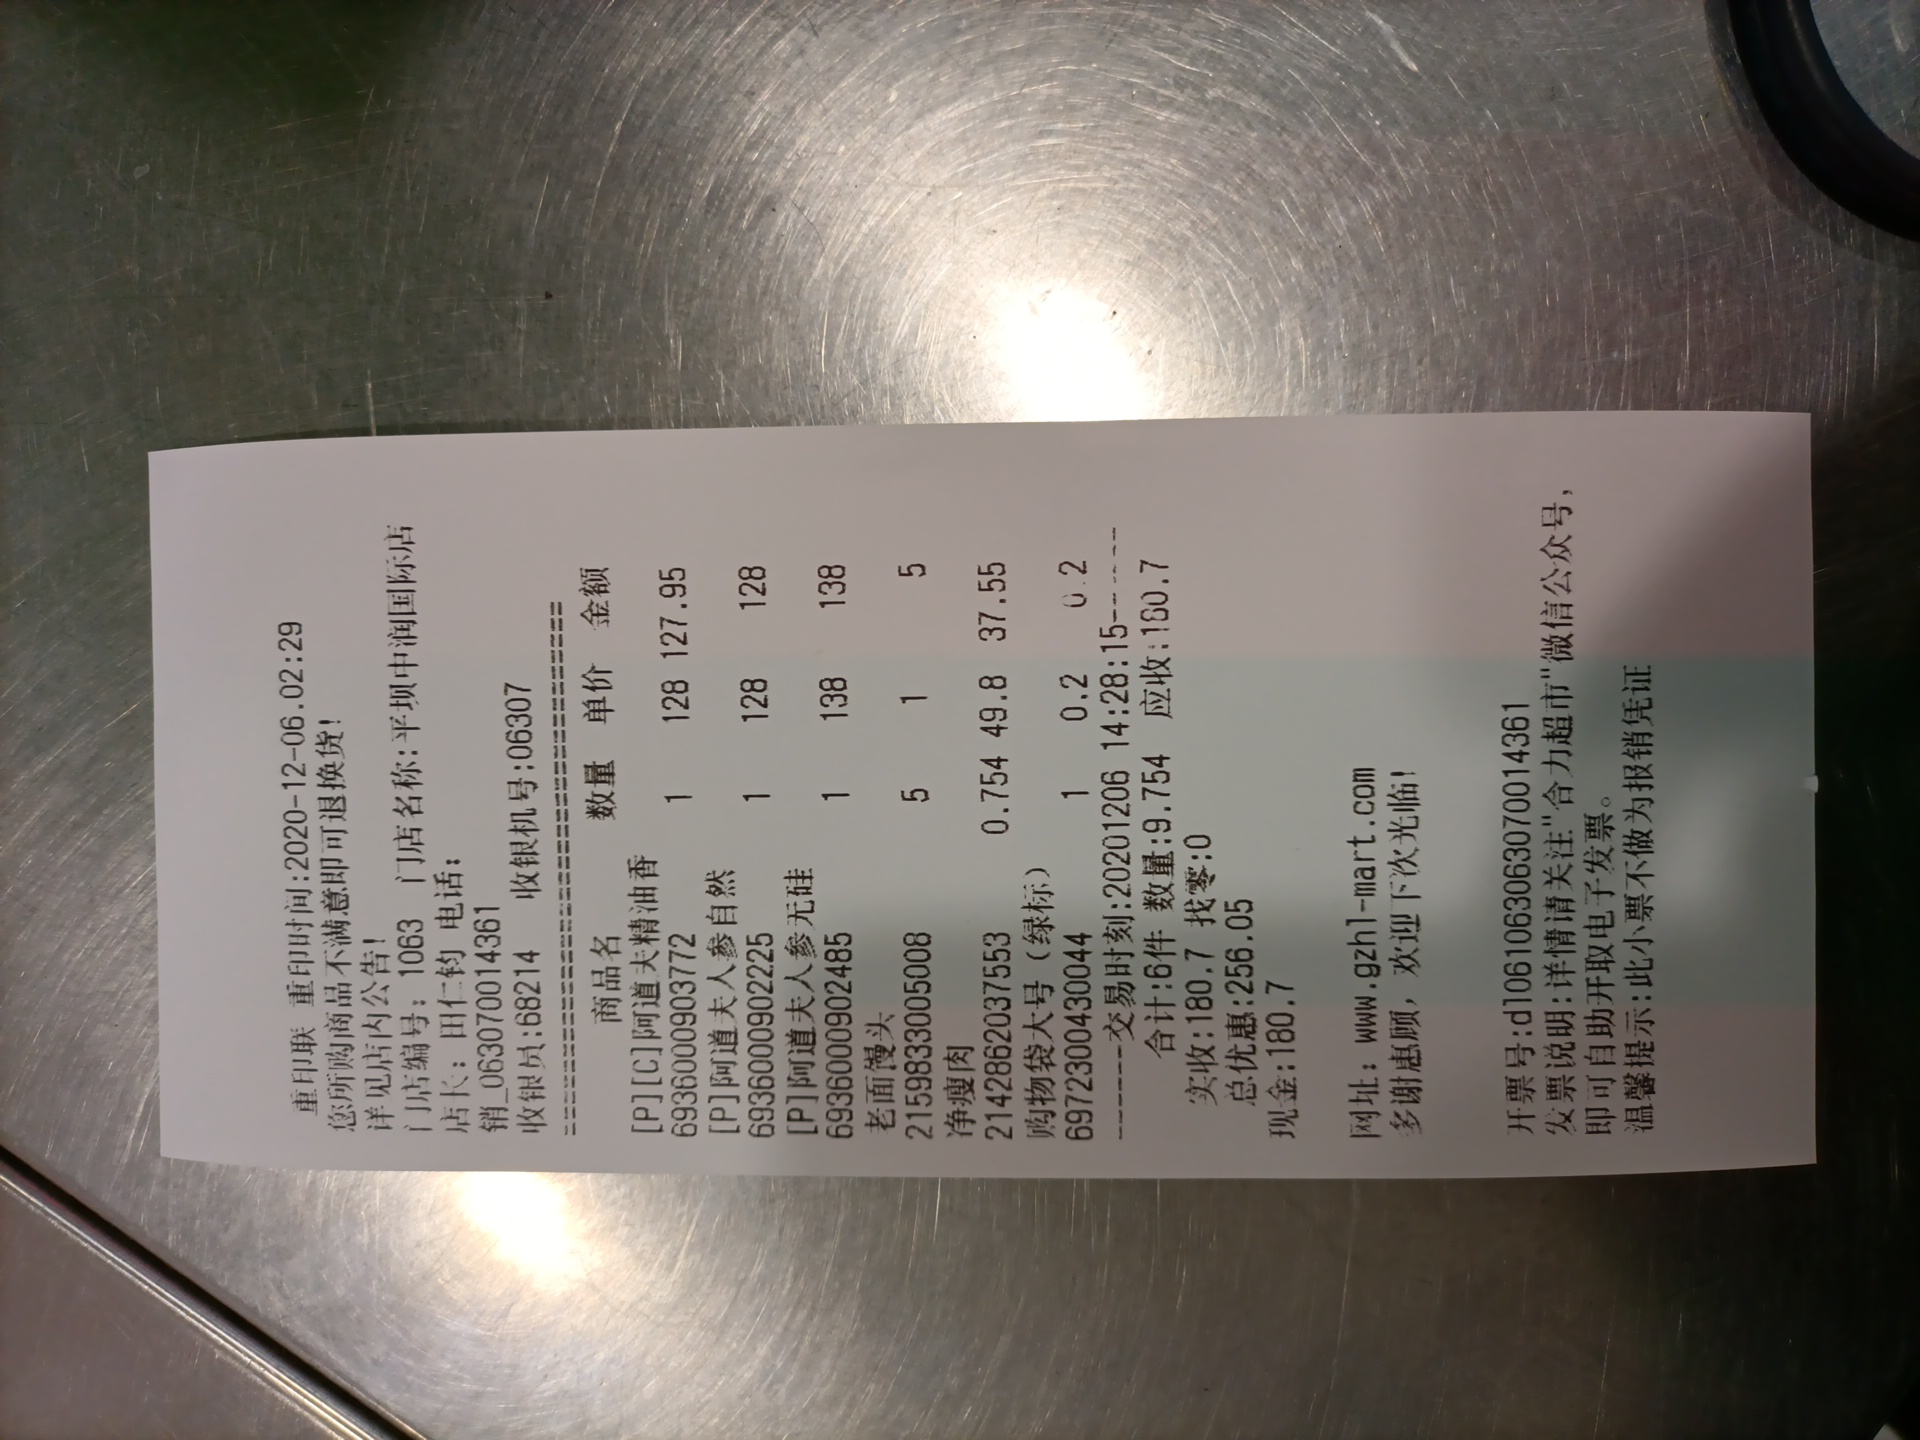 重印联 重印时间:2020-12-06.02:29
您所购商品不满意即可退换货!
详见店内公告!
门店编号: 1063 门店名称:平坝中润国际店
店长: 田仁钧 电话:
销_063070014361
收银员:68214 收银机号:06307
商品名 数量 单价 金额
[P][C]阿道夫精油香
6936000903772 1 128 127.95
[P]阿道夫人参自然
6936000902225 1 128 128
[P]阿道夫人参无硅
6936000902485 1 138 138
老面馒头
2159833005008 5 1 5
净瘦肉
2142862037553 0.754 49.8 37.55
购物袋大号（绿标）
6972300430044 1 0.2 0.2
------交易时刻:20201206 14:28:15------
合计:6件 数量:9.754 应收:180.7
实收:180.7 找零:0
总优惠:256.05
现金:180.7
网址: www.gzhl-mart.com
多谢惠顾, 欢迎下次光临!
开票号:dl061063063070014361
发票说明:详情请关注"合力超市"微信公众号,
即可自助开取电子发票。
温馨提示:此小票不做为报销凭证